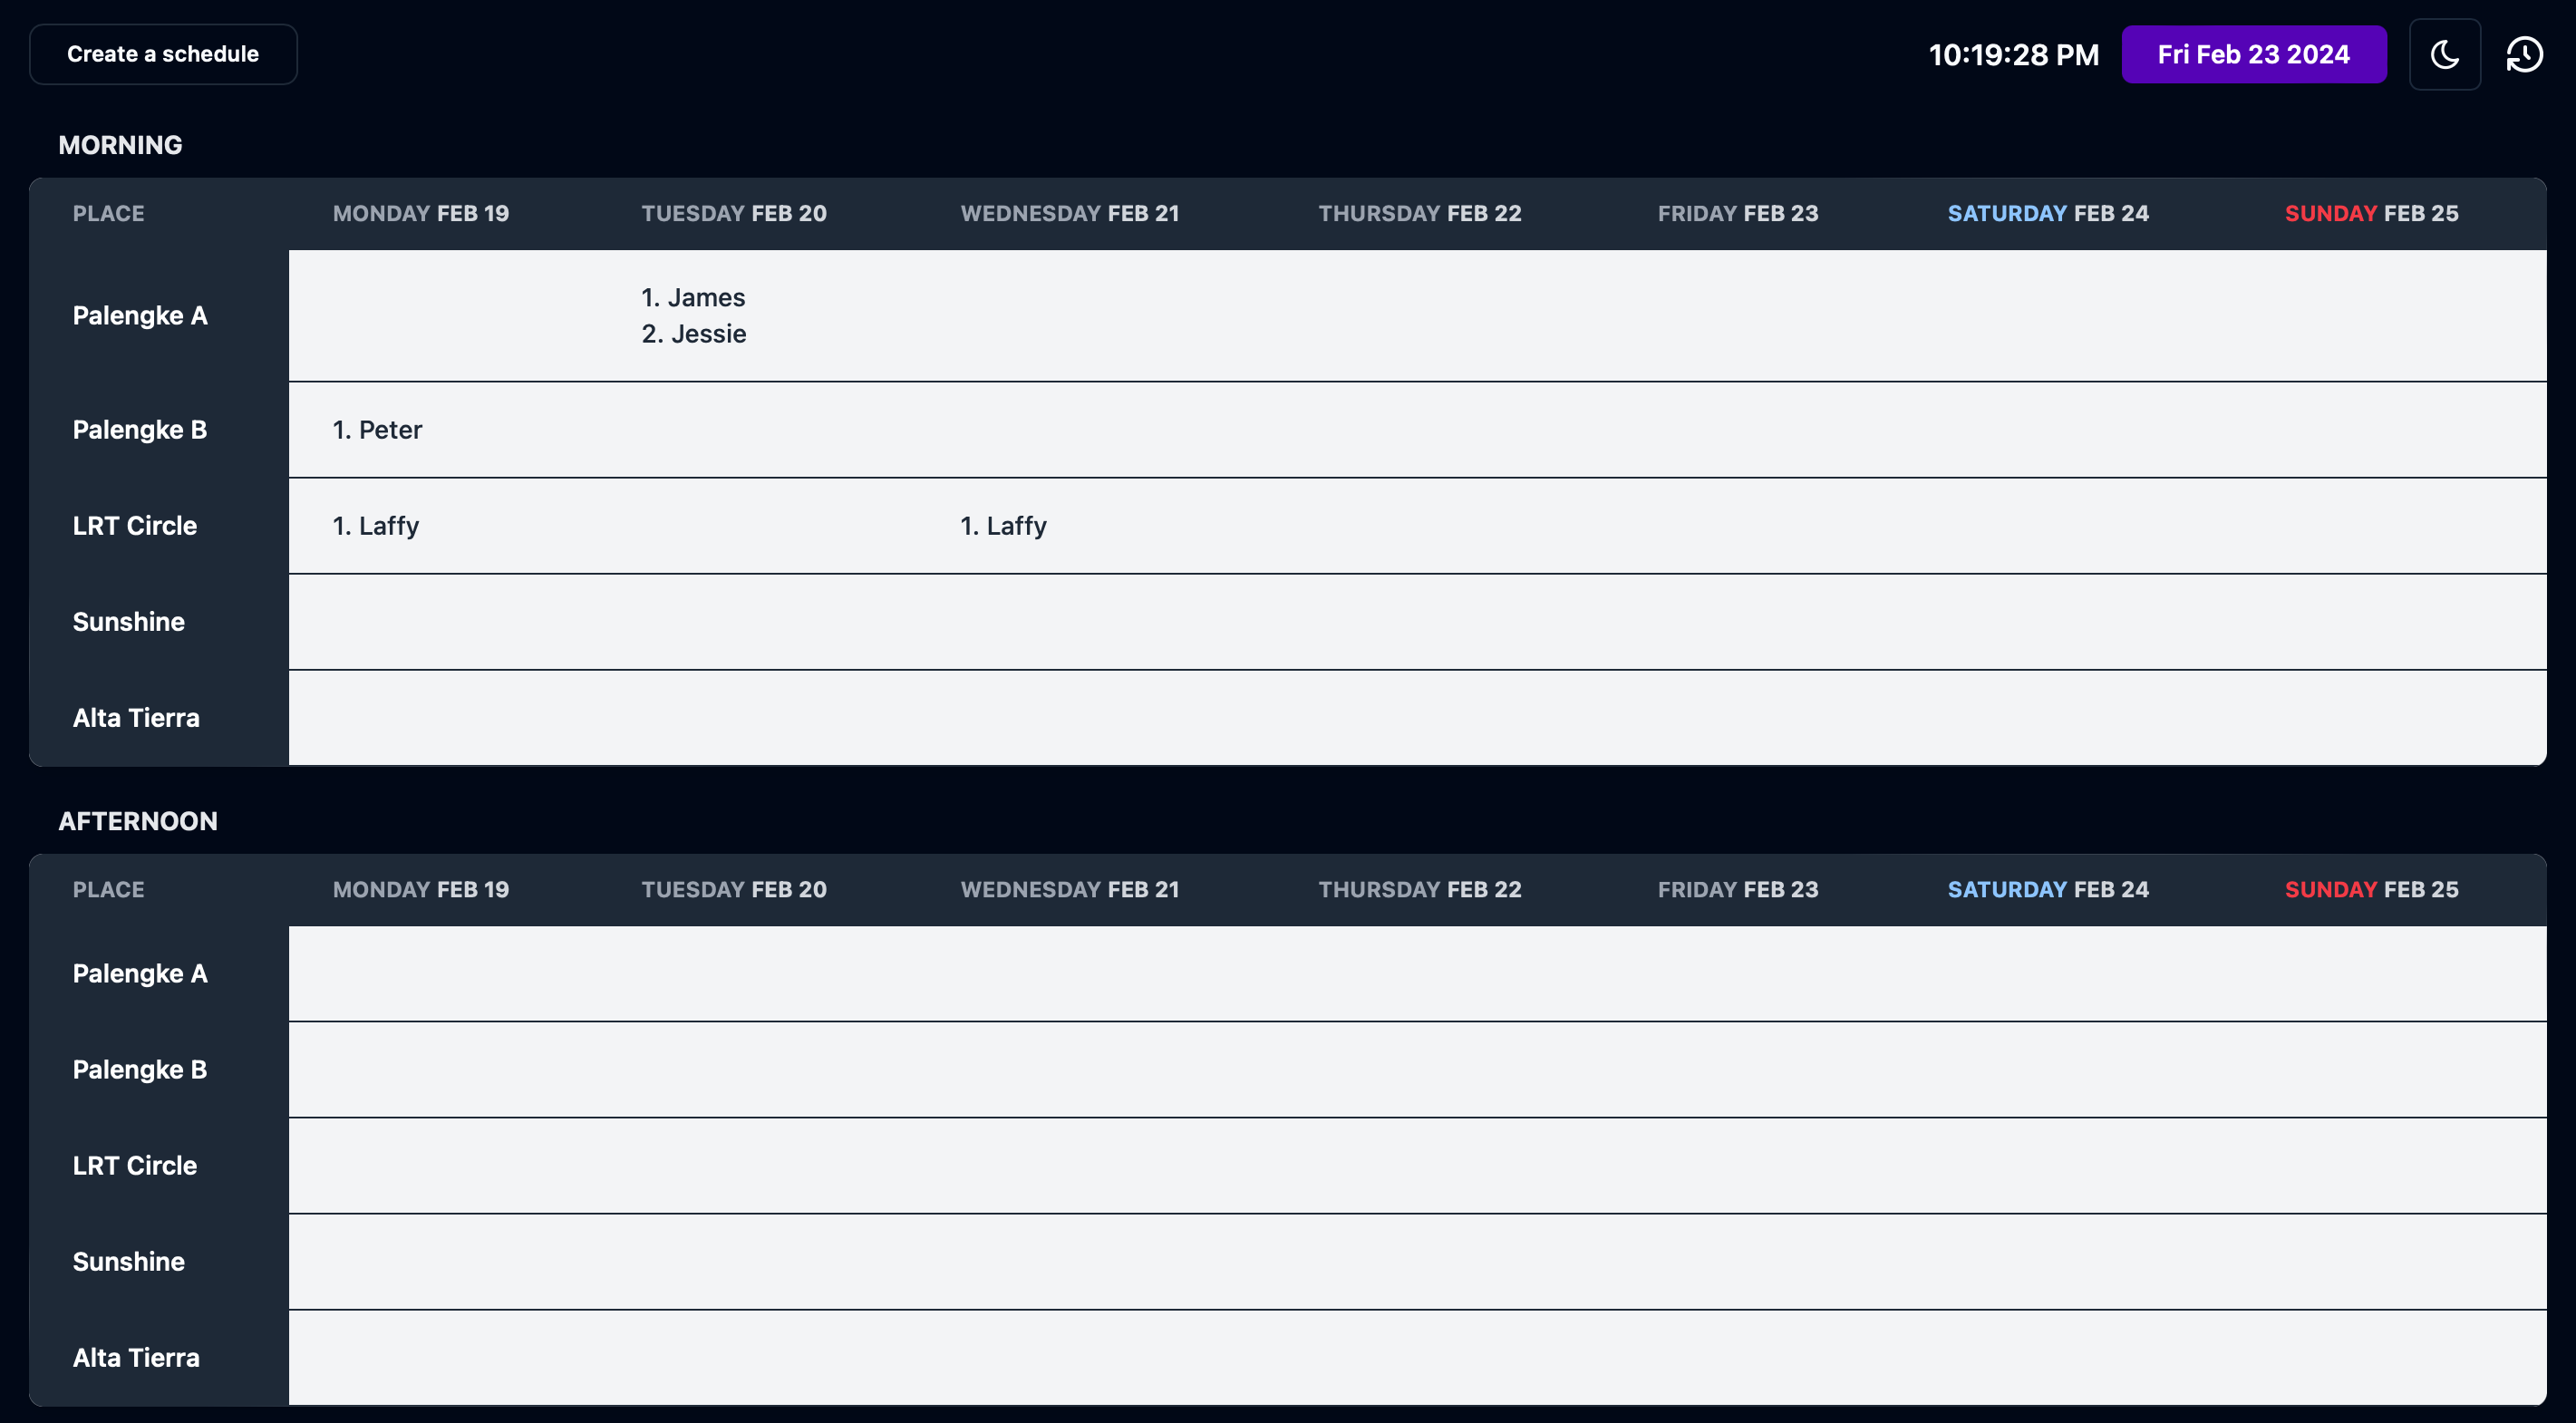 Create a schedule
10:19:28 PM
Fri Feb 23 2024
MORNING
PLACE MONDAY FEB 19 TUESDAY FEB 20 WEDNESDAY FEB 21 THURSDAY FEB 22 FRIDAY FEB 23 SATURDAY FEB 24 SUNDAY FEB 25
Palengke A
1. James
2. Jessie
Palengke B 1. Peter
LRT Circle 1. Laffy 1. Laffy
Sunshine
Alta Tierra
AFTERNOON
PLACE MONDAY FEB 19 TUESDAY FEB 20 WEDNESDAY FEB 21 THURSDAY FEB 22 FRIDAY FEB 23 SATURDAY FEB 24 SUNDAY FEB 25
Palengke A
Palengke B
LRT Circle
Sunshine
Alta Tierra